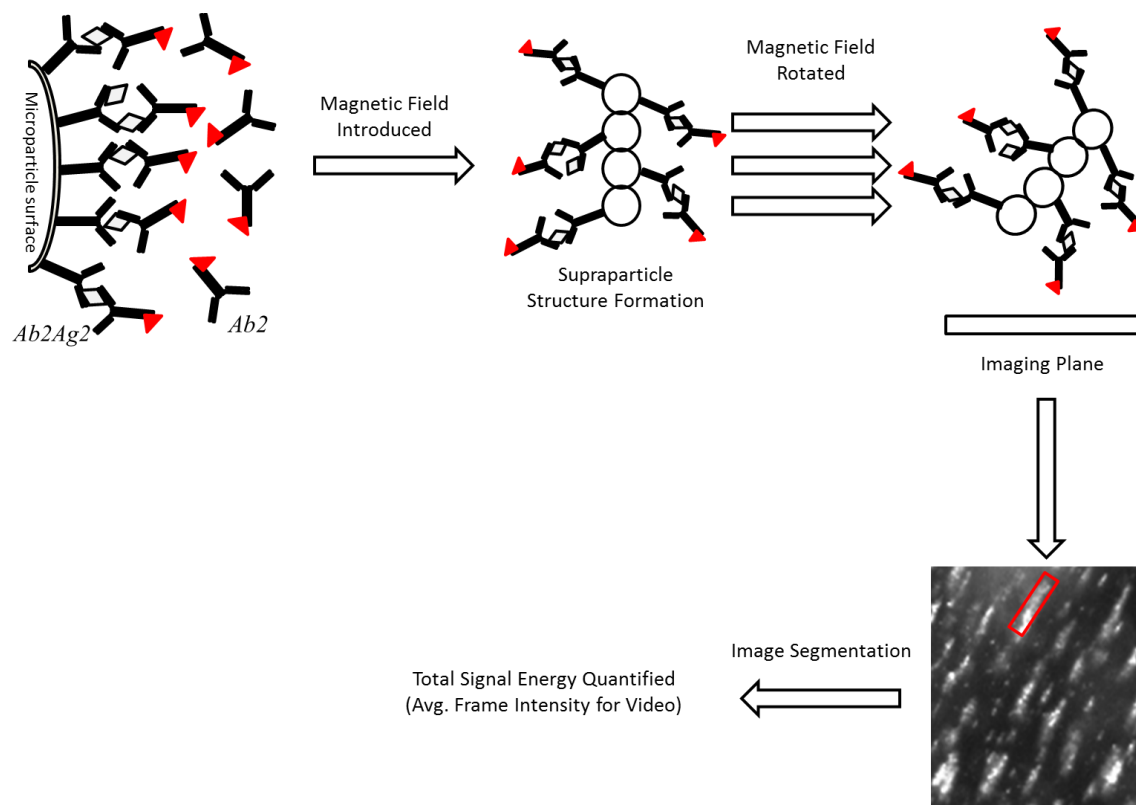 Microparticle surface
Ab2Ag2
Ab2
Magnetic Field
Introduced
Supraparticle
Structure Formation
Magnetic Field
Rotated
Imaging Plane
Image Segmentation
Total Signal Energy Quantified
(Avg. Frame Intensity for Video)